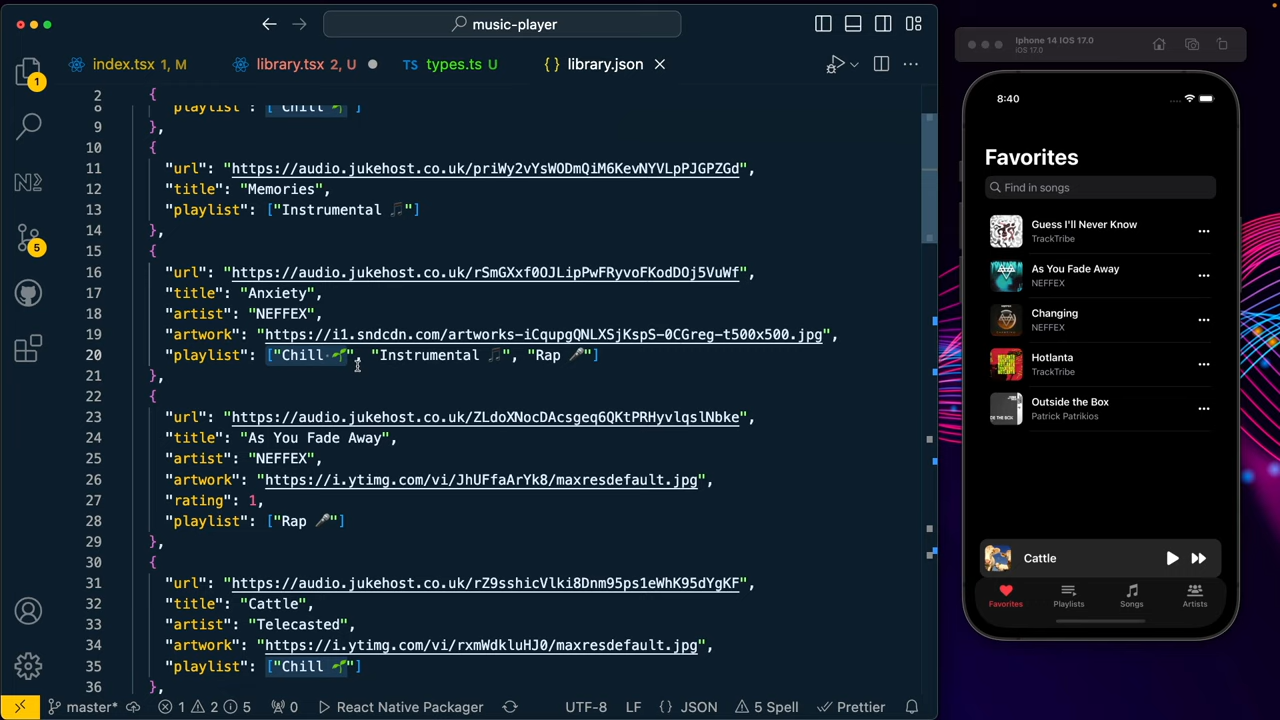 music-player
index.tsx 1, M
library.tsx 2, U
TS types.ts U
{ } library.json
2 {
8 "playlist": ["Chill 🌱"]
9 },
10 {
11 "url": "https://audio.jukehost.co.uk/priWy2vYsWODmQiM6KevNYVLpPJGPZGd",
12 "title": "Memories",
13 "playlist": ["Instrumental 🎵"]
14 },
15 {
16 "url": "https://audio.jukehost.co.uk/rSmGXxf0OJLipPwFRyvoFKodDOj5VuWf",
17 "title": "Anxiety",
18 "artist": "NEFFEX",
19 "artwork": "https://i1.sndcdn.com/artworks-iCqupgQNLXSjKspS-0CGreg-t500x500.jpg",
20 "playlist": ["Chill 🌱", "Instrumental 🎵", "Rap 🎤"]
21 },
22 {
23 "url": "https://audio.jukehost.co.uk/ZLdoXNocDAcsgeq6QKtPRHyvlqslNbke",
24 "title": "As You Fade Away",
25 "artist": "NEFFEX",
26 "artwork": "https://i.ytimg.com/vi/JhUFfaArYk8/maxresdefault.jpg",
27 "rating": 1,
28 "playlist": ["Rap 🎤"]
29 },
30 {
31 "url": "https://audio.jukehost.co.uk/rZ9sshicVlki8Dnm95ps1eWhK95dYgKF",
32 "title": "Cattle",
33 "artist": "Telecasted",
34 "artwork": "https://i.ytimg.com/vi/rxmWdkluHJ0/maxresdefault.jpg",
35 "playlist": ["Chill 🌱"]
36 },
1
5
master* 1 2 5 0 React Native Packager UTF-8 LF { } JSON 5 Spell Prettier
Iphone 14 IOS 17.0
iOS 17.0
8:40
Favorites
Find in songs
Guess I'll Never Know
TrackTribe
As You Fade Away
NEFFEX
Changing
NEFFEX
Hotlanta
TrackTribe
Outside the Box
Patrick Patrikios
Cattle
Favorites Playlists Songs Artists